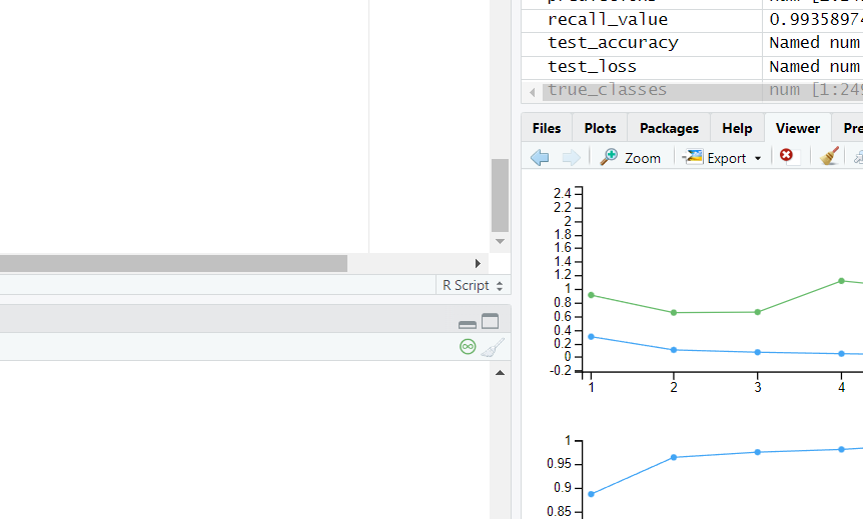 recall_value 0.9935897
test_accuracy Named num
test_loss Named num
true_classes num [1:249
Files Plots Packages Help Viewer Pre
Zoom Export
2.4
2.2
2
1.8
1.6
1.4
1.2
1
0.8
0.6
0.4
0.2
0
-0.2
1 2 3 4
R Script
1
0.95
0.9
0.85